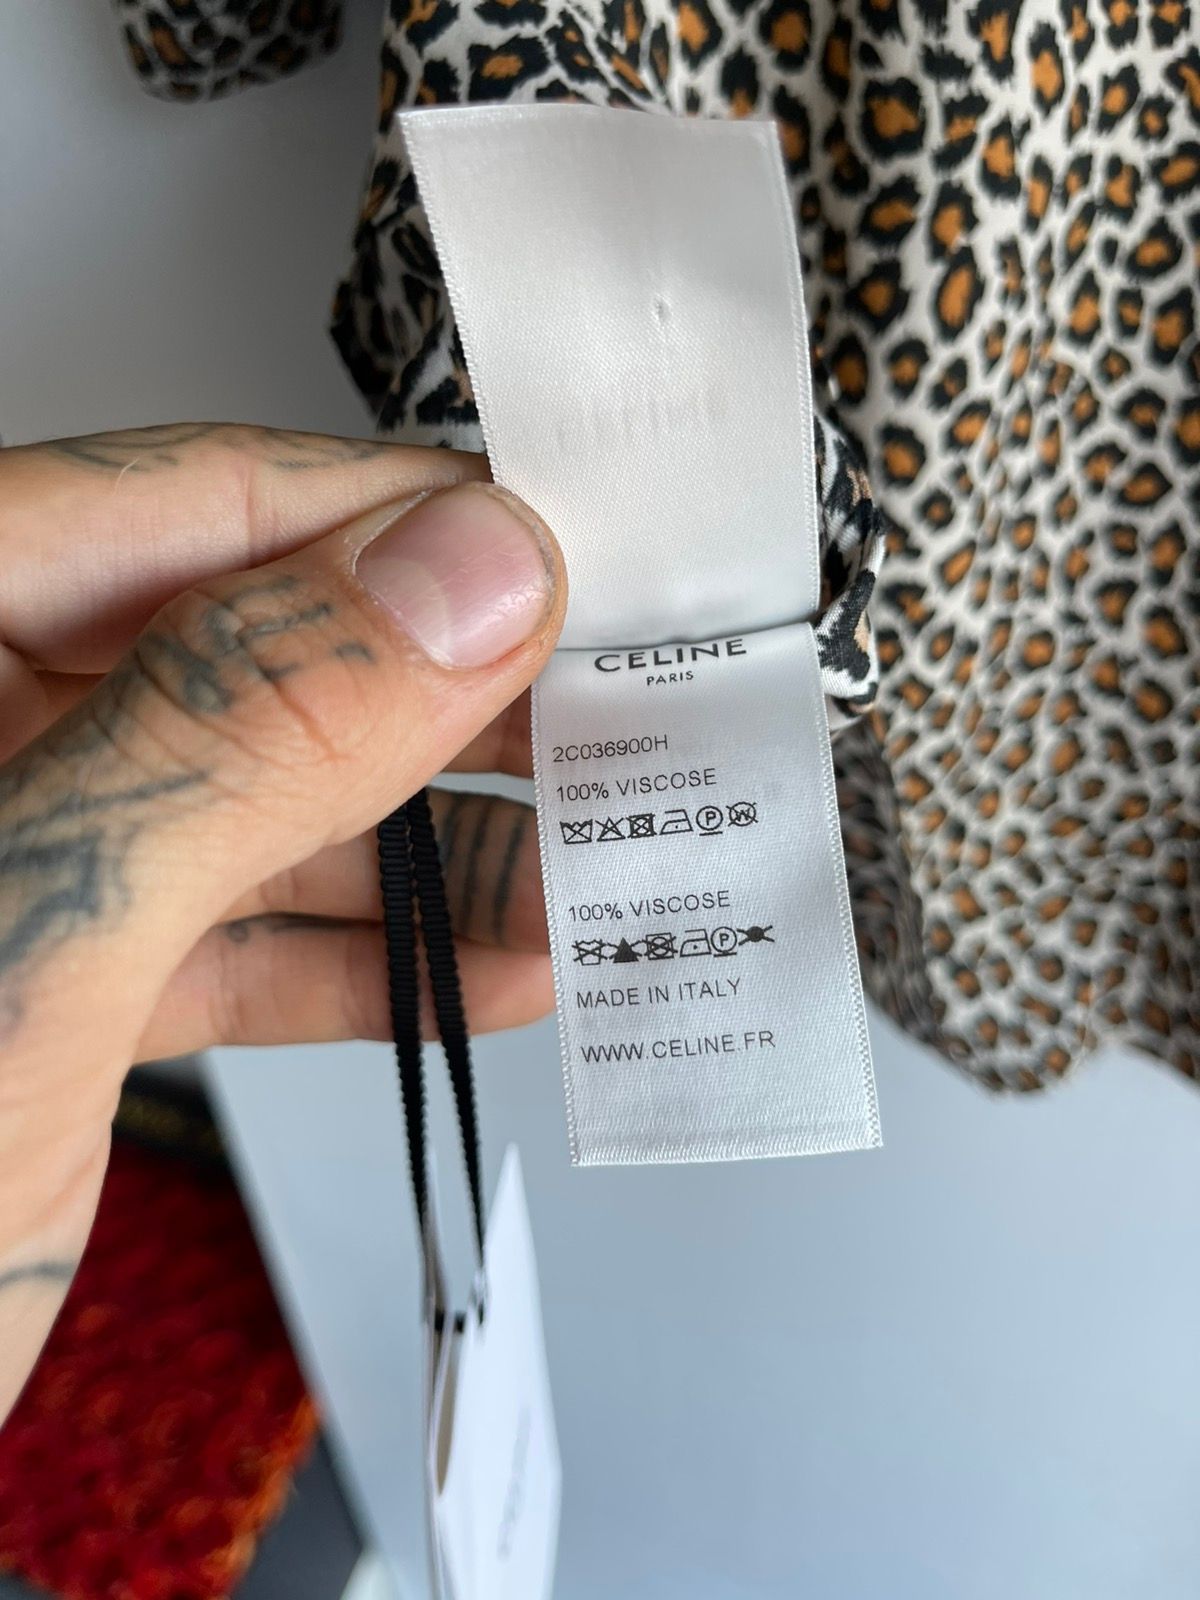 CELINE
PARIS
2C036900H
100% VISCOSE
P W
100% VISCOSE
P
MADE IN ITALY
WWW.CELINE.FR